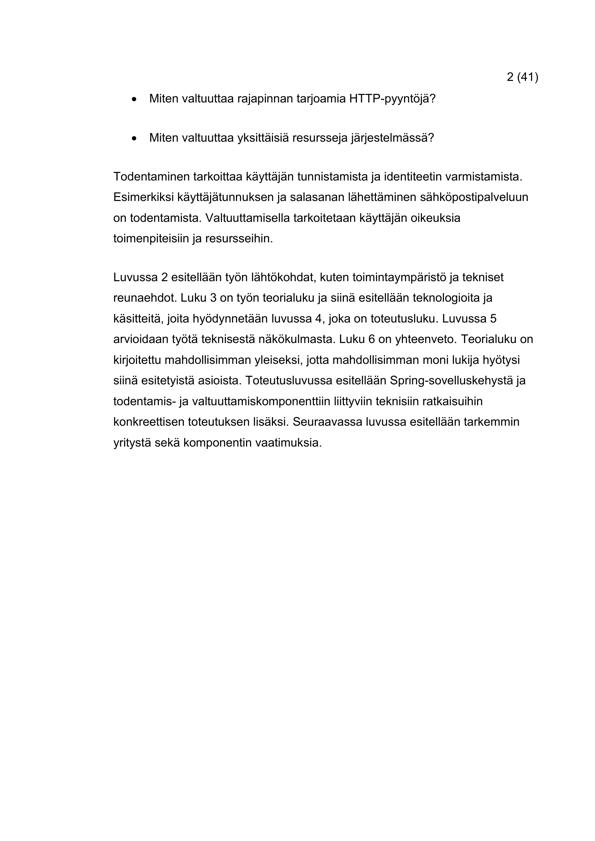 2 (41)
• Miten valtuuttaa rajapinnan tarjoamia HTTP-pyyntöjä?
• Miten valtuuttaa yksittäisiä resursseja järjestelmässä?
Todentaminen tarkoittaa käyttäjän tunnistamista ja identiteetin varmistamista.
Esimerkiksi käyttäjätunnuksen ja salasanan lähettäminen sähköpostipalveluun
on todentamista. Valtuuttamisella tarkoitetaan käyttäjän oikeuksia
toimenpiteisiin ja resursseihin.
Luvussa 2 esitellään työn lähtökohdat, kuten toimintaympäristö ja tekniset
reunaehdot. Luku 3 on työn teorialuku ja siinä esitellään teknologioita ja
käsitteitä, joita hyödynnetään luvussa 4, joka on toteutusluku. Luvussa 5
arvioidaan työtä teknisestä näkökulmasta. Luku 6 on yhteenveto. Teorialuku on
kirjoitettu mahdollisimman yleiseksi, jotta mahdollisimman moni lukija hyötysi
siinä esitetyistä asioista. Toteutusluvussa esitellään Spring-sovelluskehystä ja
todentamis- ja valtuuttamiskomponenttiin liittyviin teknisiin ratkaisuihin
konkreettisen toteutuksen lisäksi. Seuraavassa luvussa esitellään tarkemmin
yritystä sekä komponentin vaatimuksia.